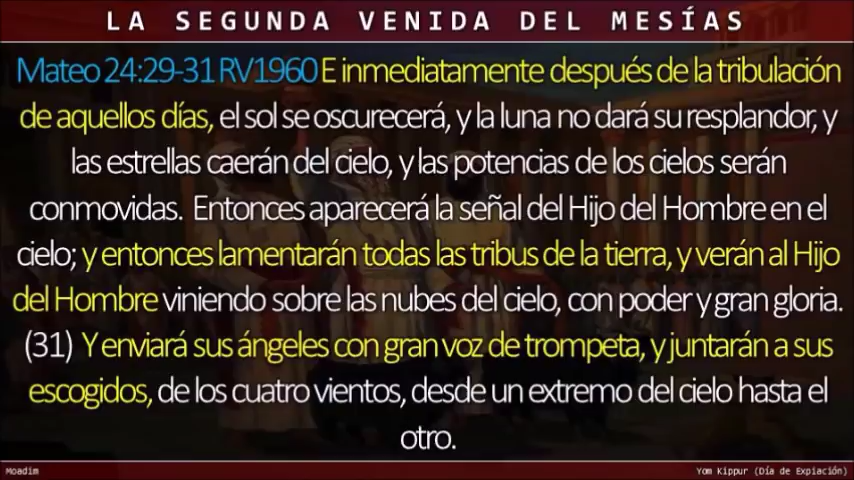 LA SEGUNDA VENIDA DEL MESÍAS
Mateo 24:29-31 RV1960 E inmediatamente después de la tribulación
de aquellos días, el sol se oscurecerá, y la luna no dará su resplandor, y
las estrellas caerán del cielo, y las potencias de los cielos serán
conmovidas. Entonces aparecerá la señal del Hijo del Hombre en el
cielo; y entonces lamentarán todas las tribus de la tierra, y verán al Hijo
del Hombre viniendo sobre las nubes del cielo, con poder y gran gloria.
(31) Y enviará sus ángeles con gran voz de trompeta, y juntarán a sus
escogidos, de los cuatro vientos, desde un extremo del cielo hasta el
otro.
Moadim
Yom Kippur (Día de Expiación)